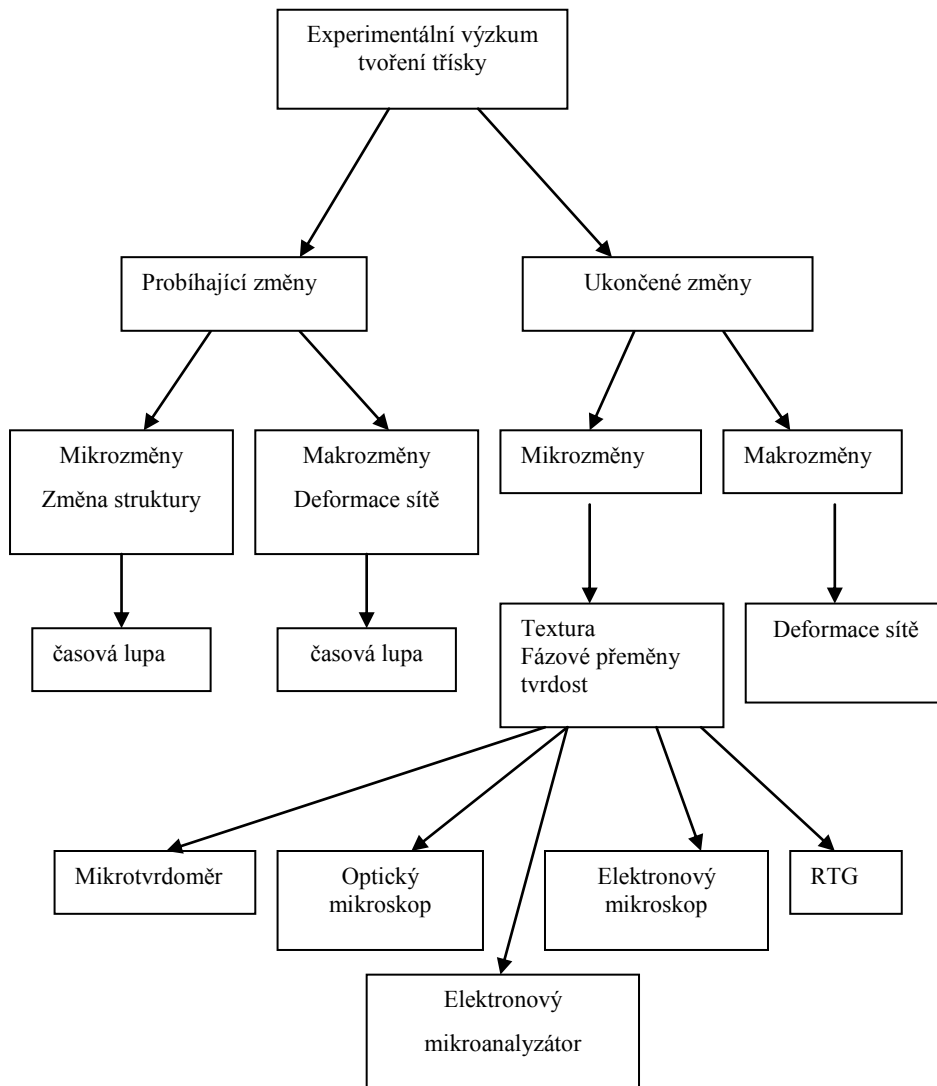 Experimentální výzkum
tvoření třísky
Probíhající změny
Ukončené změny
Mikrozměny
Změna struktury
Makrozměny
Deformace sítě
Mikrozměny
Makrozměny
časová lupa
časová lupa
Textura
Fázové přeměny
tvrdost
Deformace sítě
Mikrotvrdoměr
Optický
mikroskop
Elektronový
mikroskop
RTG
Elektronový
mikroanalyzátor